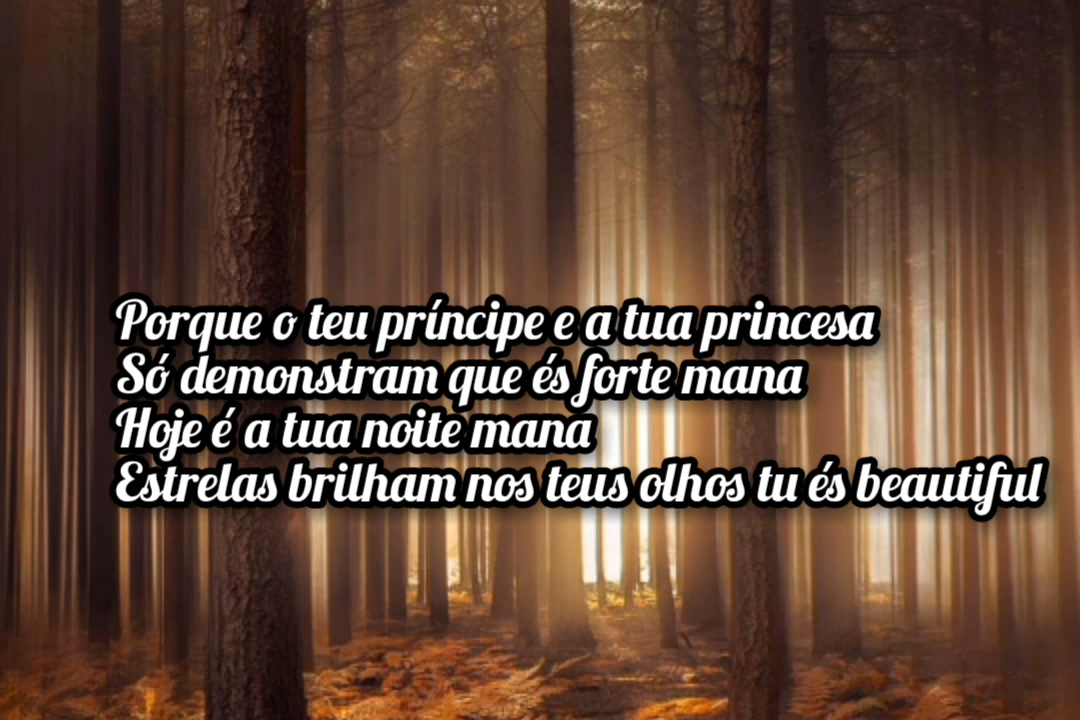 Porque o teu príncipe e a tua princesa
Só demonstram que és forte mana
Hoje é a tua noite mana
Estrelas brilham nos teus olhos tu és beautiful